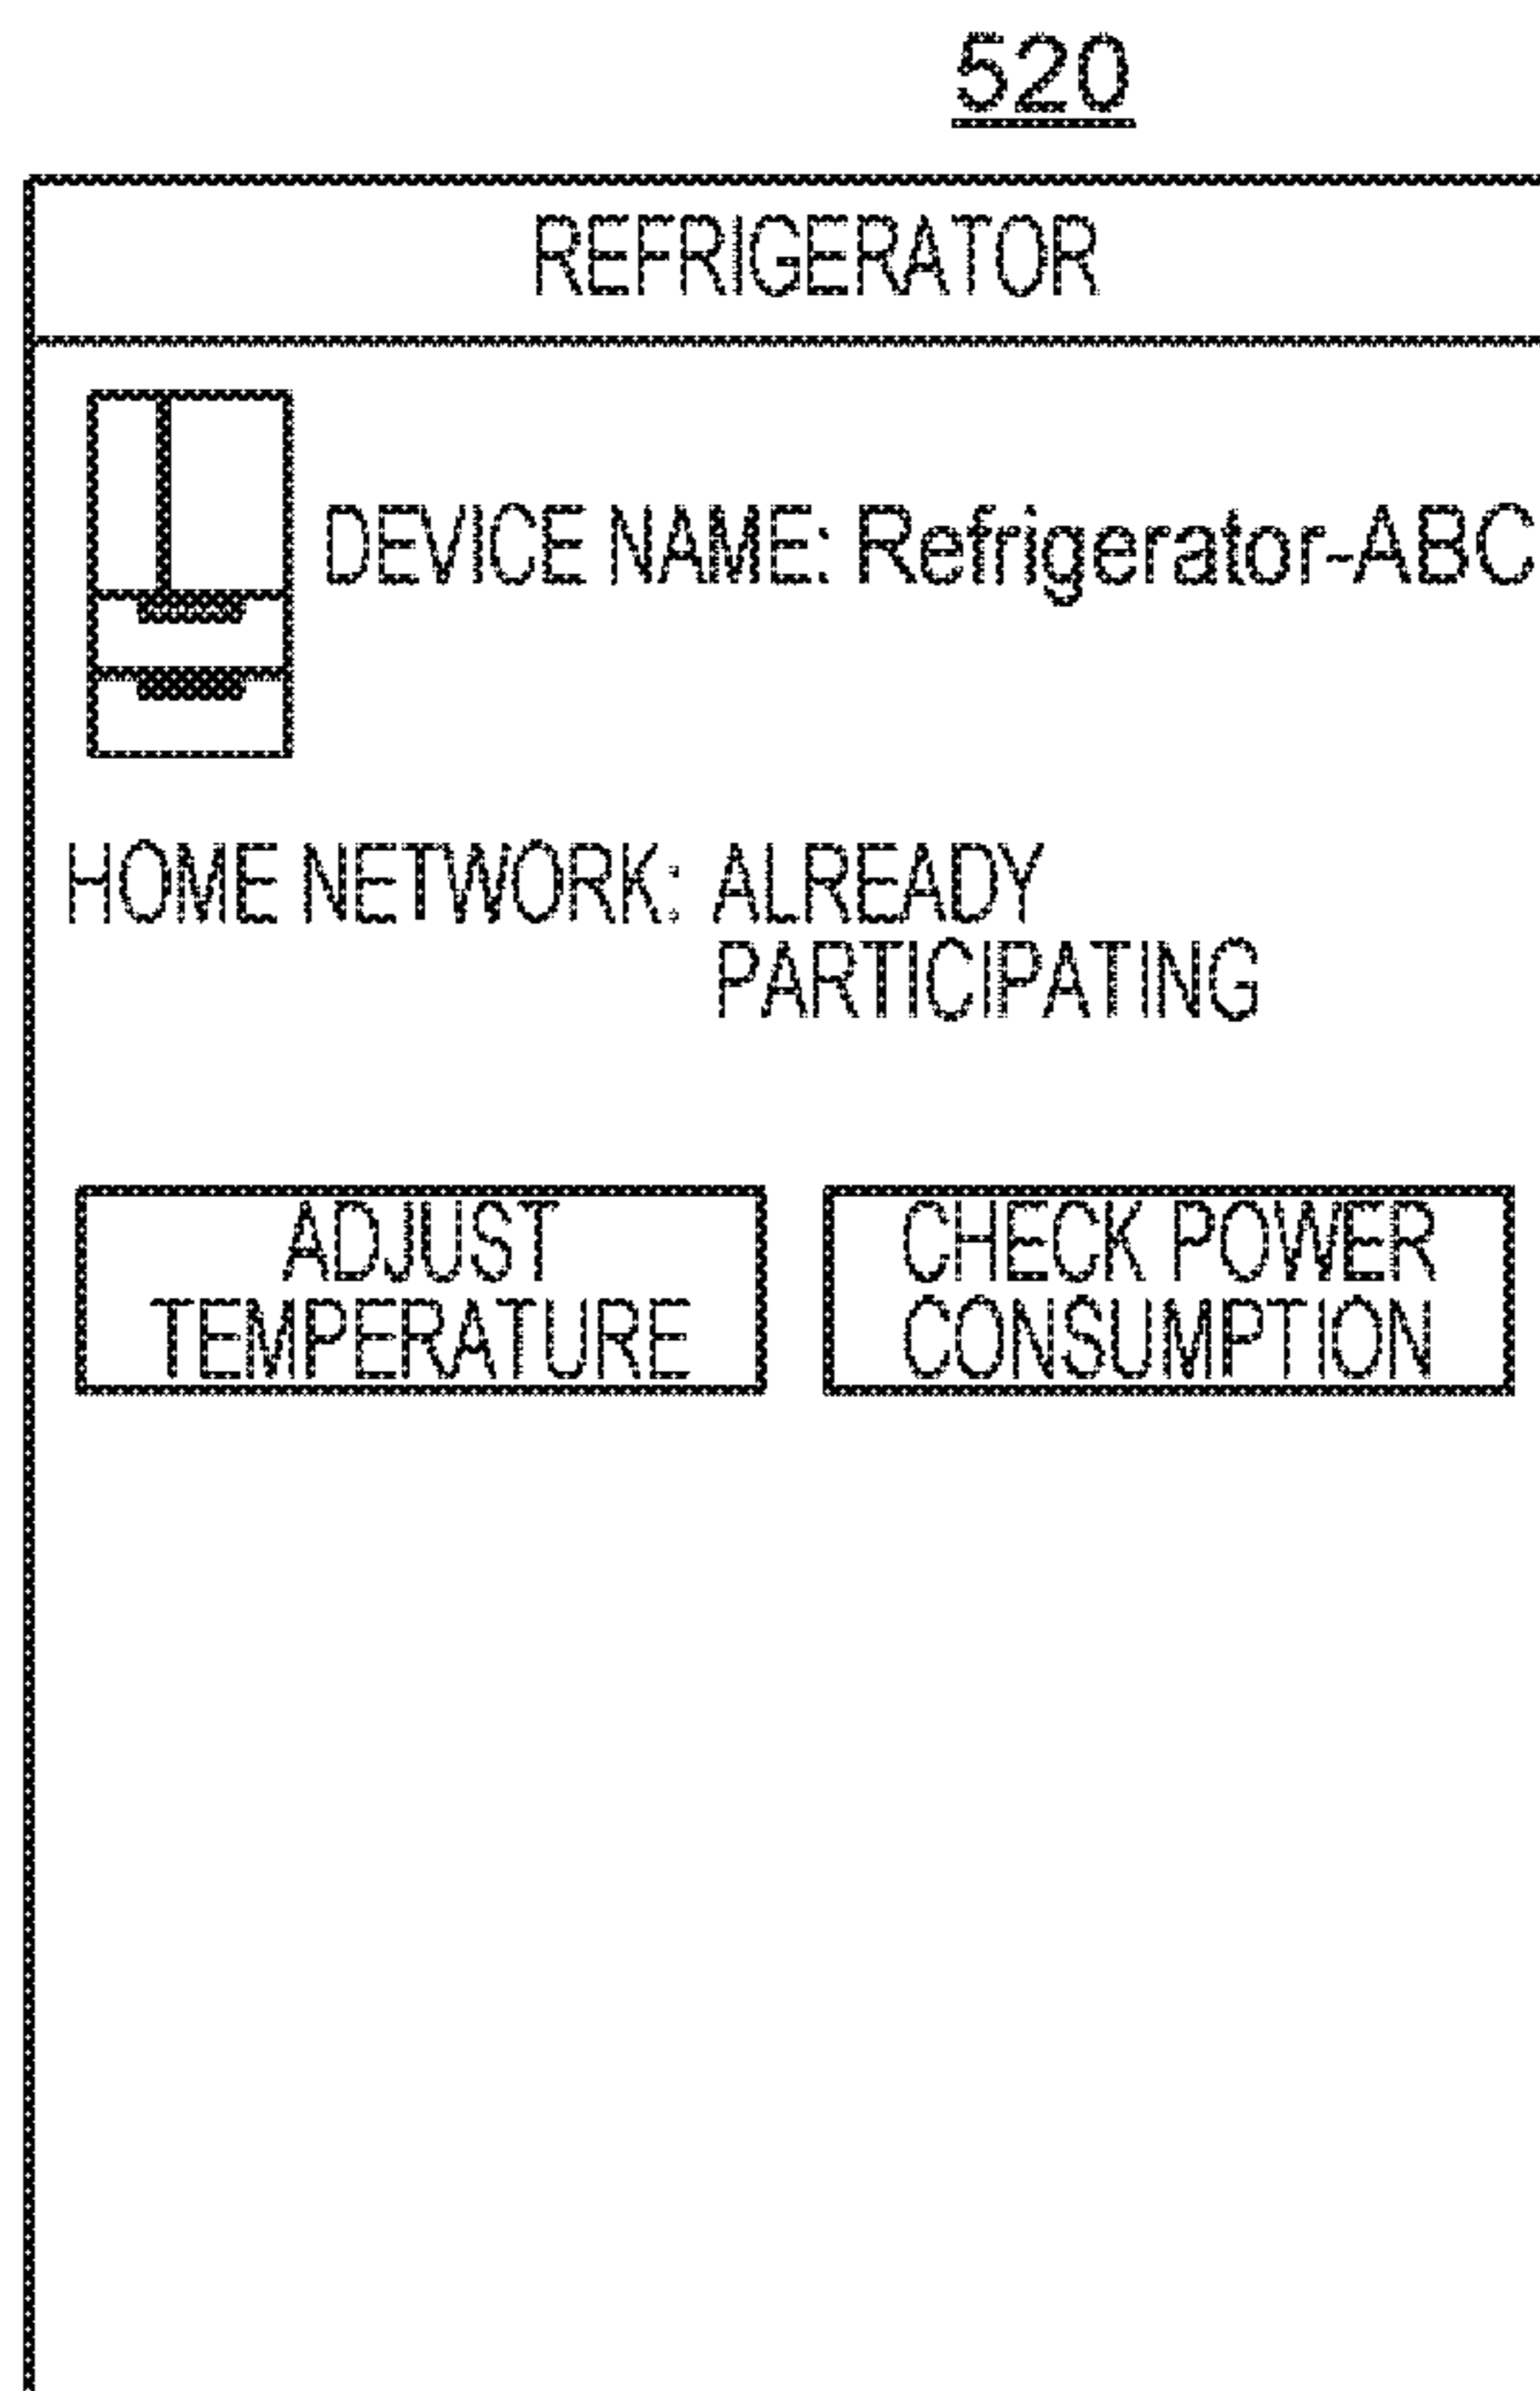 520
REFRIGERATOR
DEVICE NAME: Refrigerator-ABC
HOME NETWORK: ALREADY
PARTICIPATING
ADJUST
TEMPERATURE
CHECK POWER
CONSUMPTION